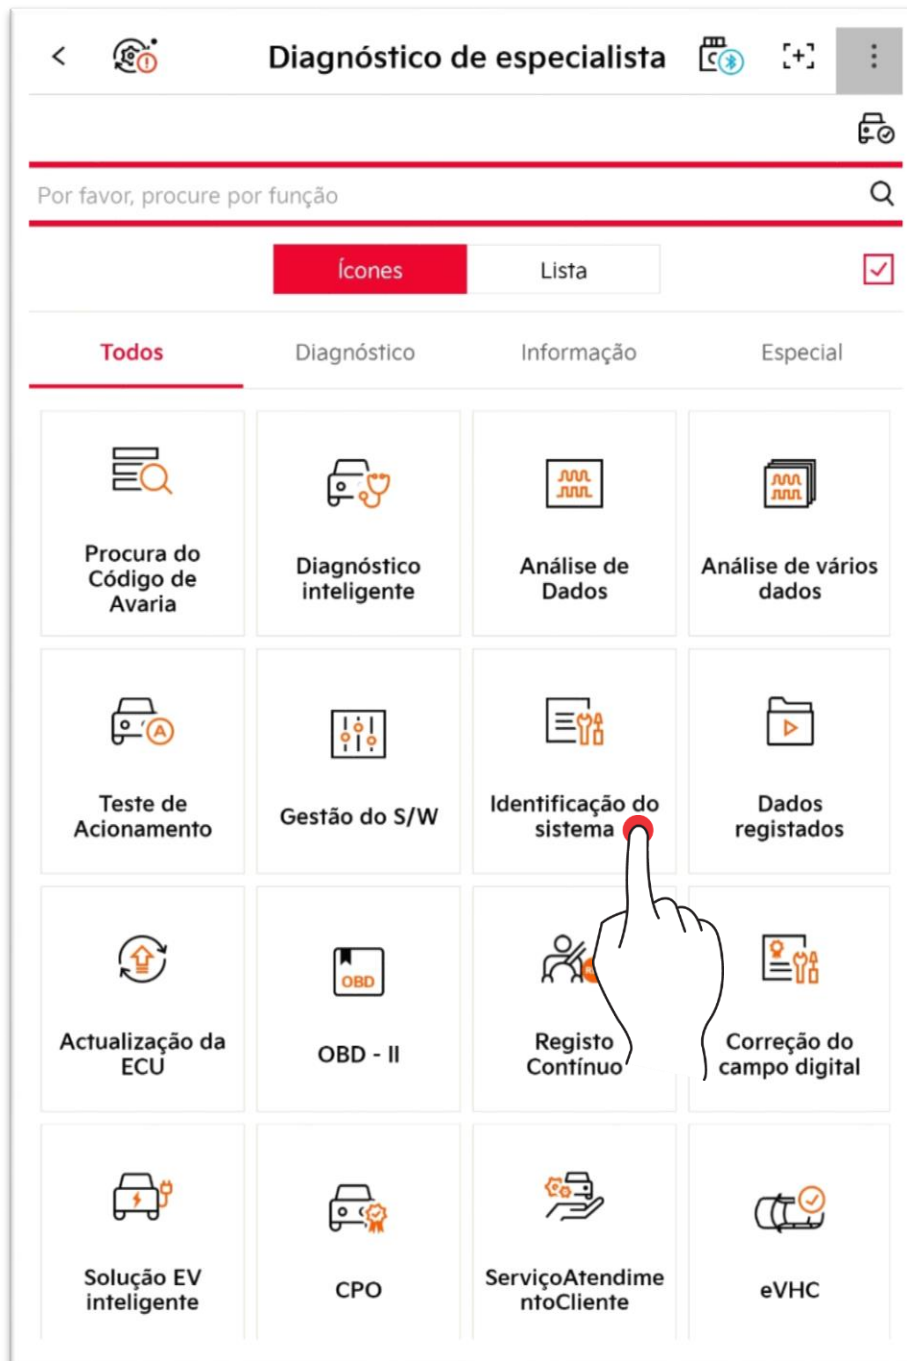 Diagnóstico de especialista
Por favor, procure por função
Ícones
Lista
Todos
Diagnóstico
Informação
Especial
Procura do
Código de
Avaria
Diagnóstico
inteligente
Análise de
Dados
Análise de vários
dados
Teste de
Acionamento
Gestão do S/W
Identificação do
sistema
Dados
registados
Actualização da
ECU
OBD
OBD - II
Registo
Contínuo
Correção do
campo digital
Solução EV
inteligente
CPO
ServiçoAtendime
ntoCliente
eVHC